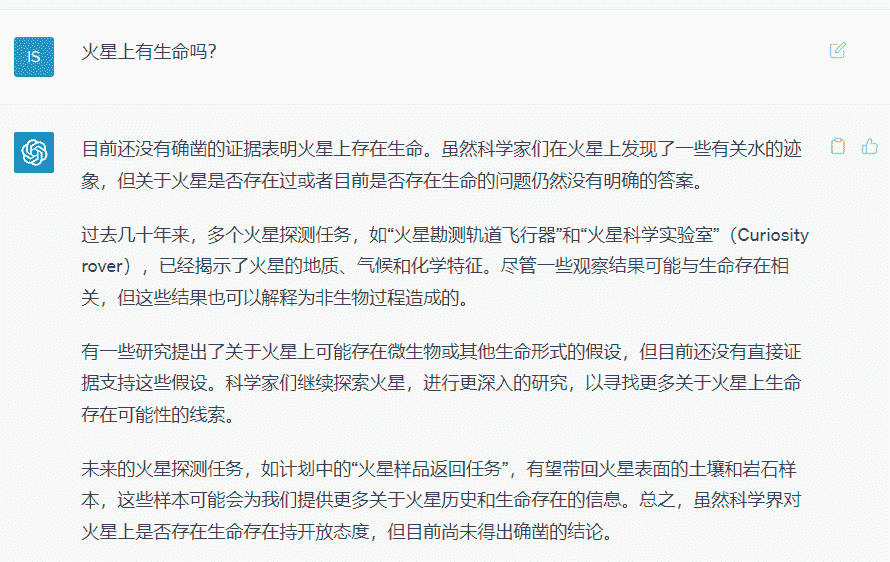 IS
火星上有生命吗?
目前还没有确凿的证据表明火星上存在生命。虽然科学家们在火星上发现了一些有关水的迹
象，但关于火星是否存在过或者目前是否存在生命的问题仍然没有明确的答案。
过去几十年来，多个火星探测任务，如“火星勘测轨道飞行器”和“火星科学实验室”（Curiosity
rover），已经揭示了火星的地质、气候和化学特征。尽管一些观察结果可能与生命存在相
关，但这些结果也可以解释为非生物过程造成的。
有一些研究提出了关于火星上可能存在微生物或其他生命形式的假设，但目前还没有直接证
据支持这些假设。科学家们继续探索火星，进行更深入的研究，以寻找更多关于火星上生命
存在可能性的线索。
未来的火星探测任务，如计划中的“火星样品返回任务”，有望带回火星表面的土壤和岩石样
本，这些样本可能会为我们提供更多关于火星历史和生命存在的信息。总之，虽然科学界对
火星上是否存在生命存在持开放态度，但目前尚未得出确凿的结论。